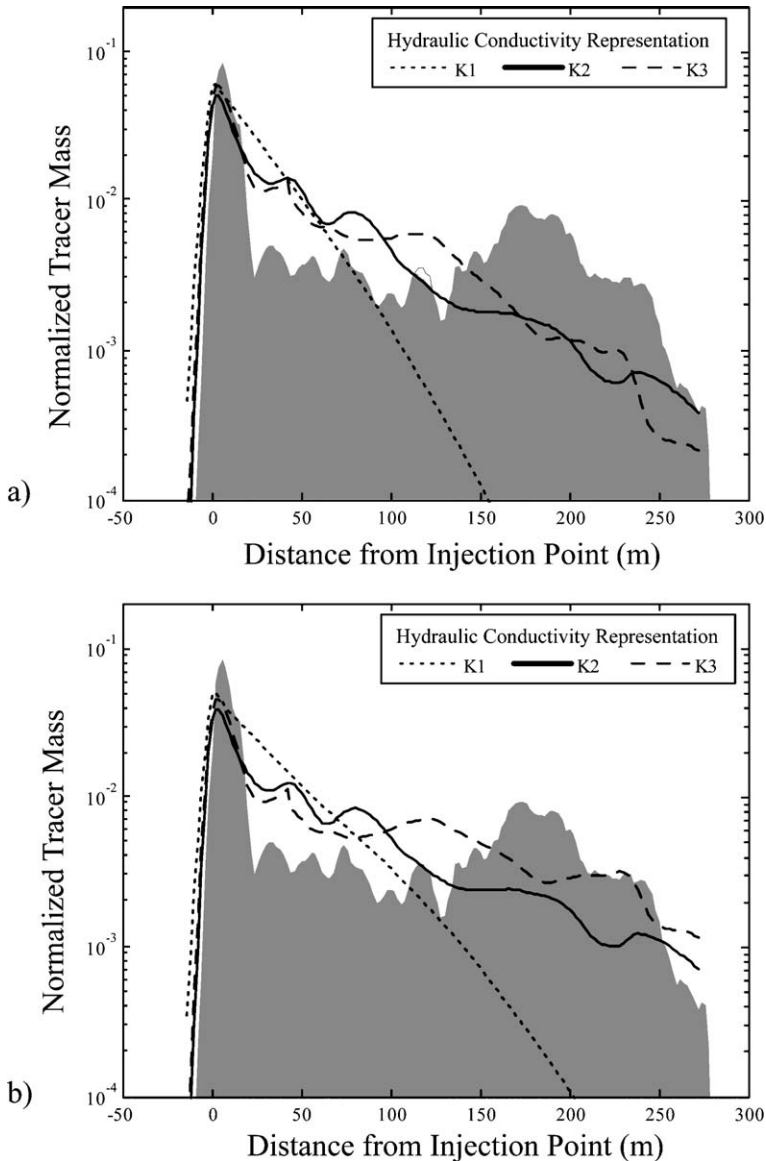 Hydraulic Conductivity Representation
K1 K2 K3
10^-1
10^-2
10^-3
10^-4
Normalized Tracer Mass
a)
-50 0 50 100 150 200 250 300
Distance from Injection Point (m)
Hydraulic Conductivity Representation
K1 K2 K3
10^-1
10^-2
10^-3
10^-4
Normalized Tracer Mass
b)
-50 0 50 100 150 200 250 300
Distance from Injection Point (m)